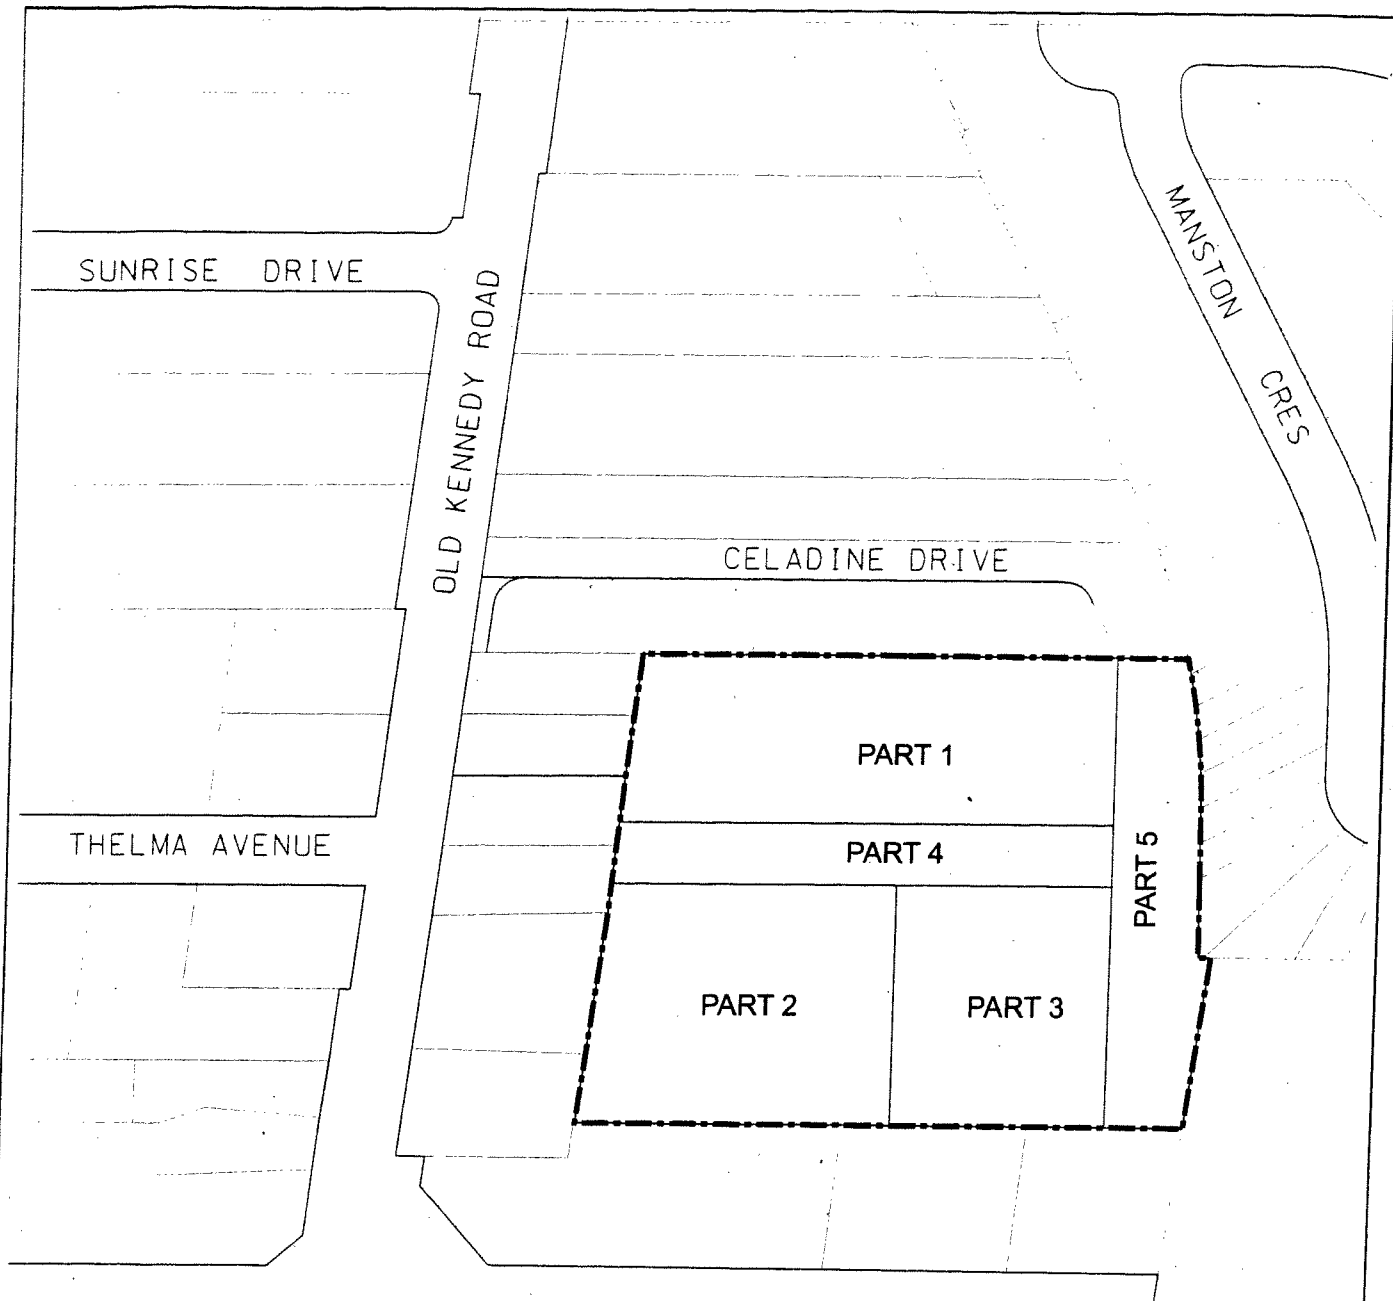 SUNRISE DRIVE
OLD KENNEDY ROAD
MANSTON CRES
CELADINE DRIVE
PART 1
THELMA AVENUE
PART 4
PART 5
PART 2
PART 3